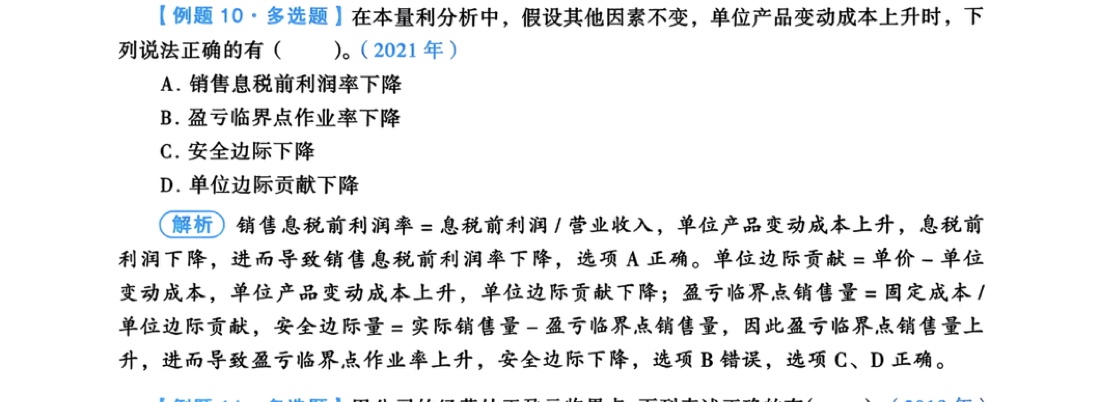 【例题 10·多选题】在本量利分析中，假设其他因素不变，单位产品变动成本上升时，下
列说法正确的有（　　）。（2021 年）
A. 销售息税前利润率下降
B. 盈亏临界点作业率下降
C. 安全边际下降
D. 单位边际贡献下降
解析 销售息税前利润率 = 息税前利润 / 营业收入，单位产品变动成本上升，息税前
利润下降，进而导致销售息税前利润率下降，选项 A 正确。单位边际贡献 = 单价 – 单位
变动成本，单位产品变动成本上升，单位边际贡献下降；盈亏临界点销售量 = 固定成本 /
单位边际贡献，安全边际量 = 实际销售量 – 盈亏临界点销售量，因此盈亏临界点销售量上
升，进而导致盈亏临界点作业率上升，安全边际下降，选项 B 错误，选项 C、D 正确。